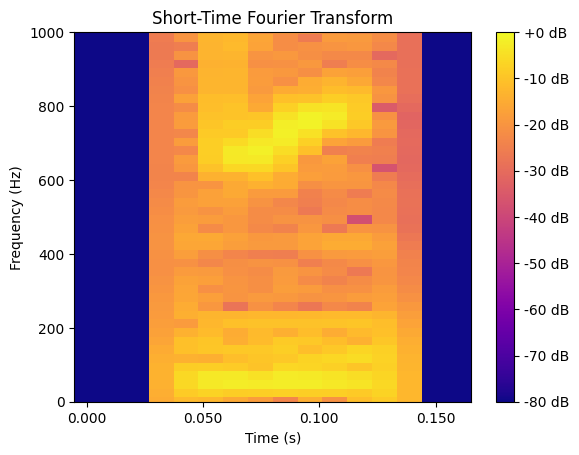 Short-Time Fourier Transform
1000
800
600
400
200
0
Frequency (Hz)
0.000
0.050
0.100
0.150
Time (s)
+0 dB
-10 dB
-20 dB
-30 dB
-40 dB
-50 dB
-60 dB
-70 dB
-80 dB